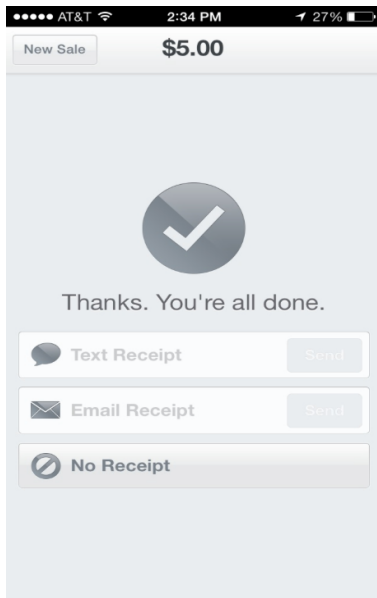 AT&T 2:34 PM 27%
New Sale $5.00
Thanks. You're all done.
Text Receipt Send
Email Receipt Send
No Receipt